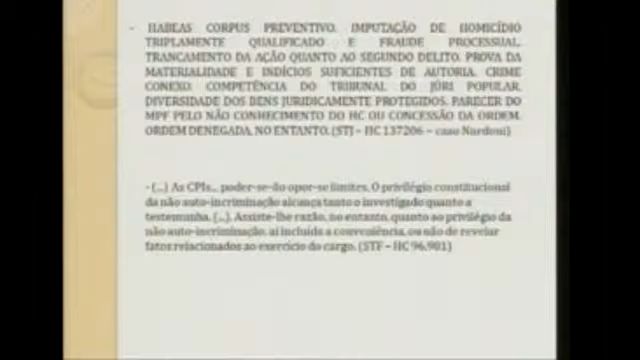 - HABEAS CORPUS PREVENTIVO. IMPUTAÇÃO DE HOMICÍDIO
TRIPLAMENTE QUALIFICADO E FRAUDE PROCESSUAL.
TRANCAMENTO DA AÇÃO QUANTO AO SEGUNDO DELITO. PROVA DA
MATERIALIDADE E INDÍCIOS SUFICIENTES DE AUTORIA. CRIME
CONEXO. COMPETÊNCIA DO TRIBUNAL DO JÚRI POPULAR.
DIVERSIDADE DOS BENS JURIDICAMENTE PROTEGIDOS. PARECER DO
MPF PELO NÃO CONHECIMENTO DO HC OU CONCESSÃO DA ORDEM.
ORDEM DENEGADA, NO ENTANTO. (STJ – HC 137206 – caso Nardoni)
- (...) As CPIs... poder-se-ão opor-se limites. O privilégio constitucional
da não auto-incriminação alcança tanto o investigado quanto a
testemunha. (...). Assiste-lhe razão, no entanto, quanto ao privilégio da
não auto-incriminação, aí incluída a conveniência, ou não de revelar
fatos relacionados ao exercício do cargo. (STF – HC 96.981)